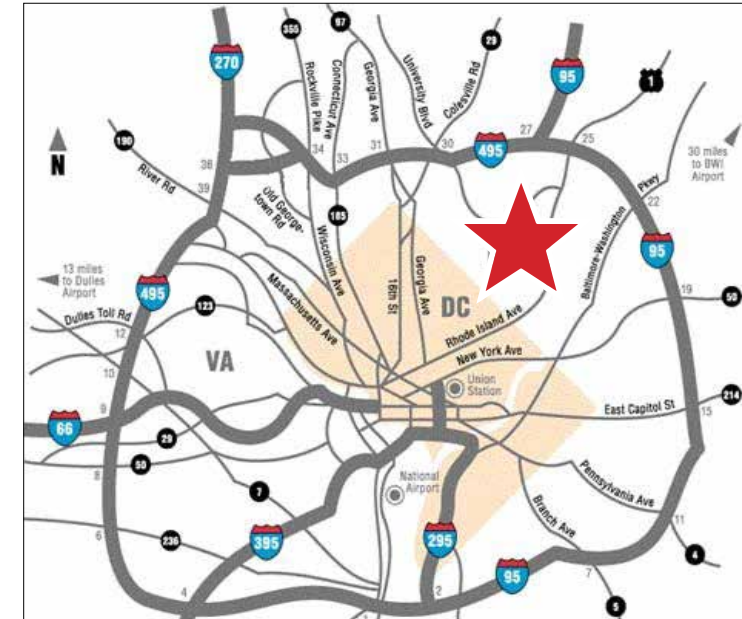 355
97
29
270
95
1
Rockville Pike
Connecticut Ave
Georgia Ave
University Blvd
Colesville Rd
190
27
25
N
River Rd
38
34
33
31
30
495
30 miles
to BWI
Airport
39
Old George-
town Rd
185
Pkwy
22
Wisconsin Ave
Baltimore-Washington
95
13 miles
to Dulles
Airport
495
Massachusetts Ave
16th St
Georgia Ave
DC
19
50
Dulles Toll Rd
123
12
Rhode Island Ave
VA
New York Ave
10
Union
Station
9
East Capitol St
214
15
66
29
50
8
7
National
Airport
Pennsylvania Ave
Branch Ave
11
6
236
395
295
95
7
4
4
2
5